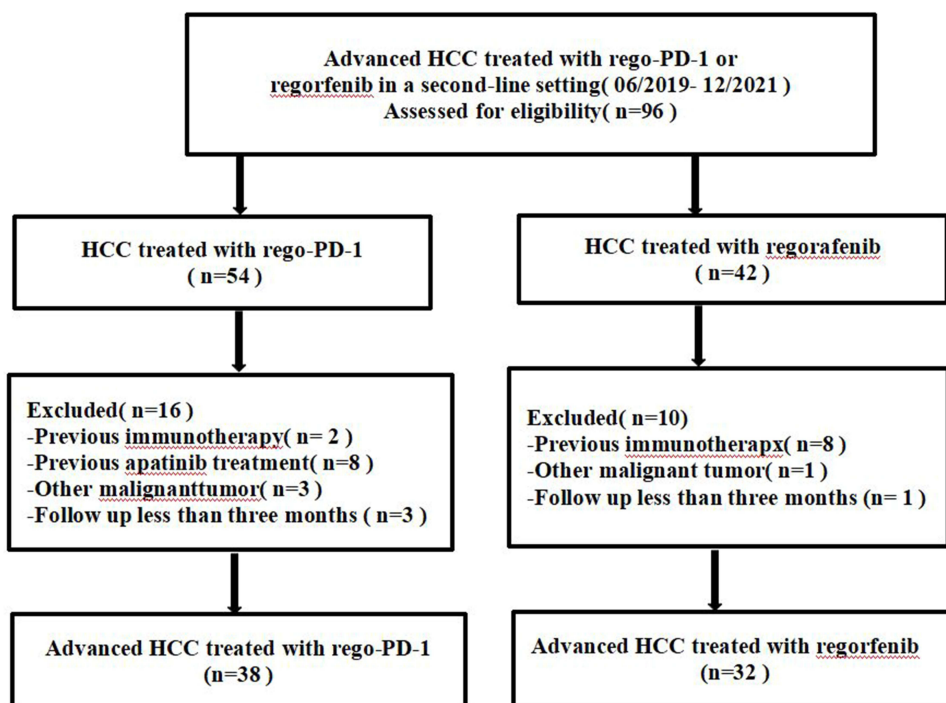 Advanced HCC treated with rego-PD-1 or
regorfenib in a second-line setting( 06/2019- 12/2021 )
Assessed for eligibility( n=96 )
HCC treated with rego-PD-1
( n=54 )
HCC treated with regorafenib
( n=42 )
Excluded( n=16 )
-Previous immunotherapy( n= 2 )
-Previous apatinib treatment( n=8 )
-Other malignanttumor( n=3 )
-Follow up less than three months ( n=3 )
Excluded( n=10)
-Previous immunotherapx( n=8 )
-Other malignant tumor( n=1 )
-Follow up less than three months (n= 1 )
Advanced HCC treated with rego-PD-1
(n=38 )
Advanced HCC treated with regorfenib
(n=32 )